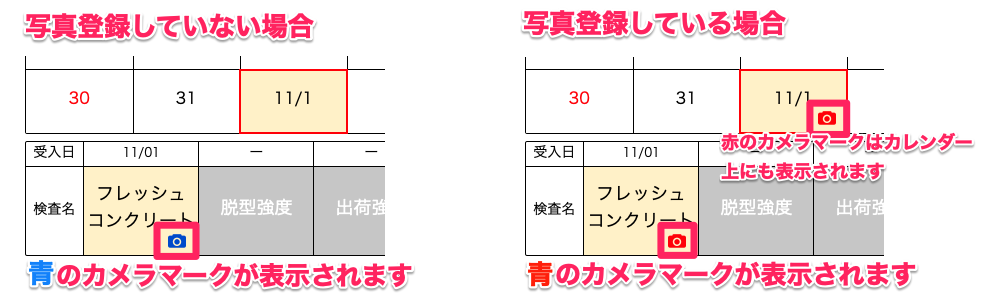 写真登録していない場合
30
31
11/1
受入日
11/01
ー
ー
検査名
フレッシュ
コンクリート
脱型強度
出荷強
青のカメラマークが表示されます
写真登録している場合
30
31
11/1
赤のカメラマークはカレンダー
上にも表示されます
受入日
11/01
ー
検査名
フレッシュ
コンクリート
脱型強度
出荷強
青のカメラマークが表示されます